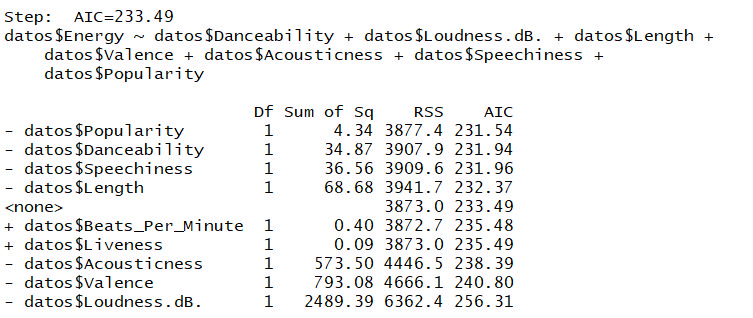 Step:  AIC=233.49
datos$Energy ~ datos$Danceability + datos$Loudness.dB. + datos$Length +
    datos$Valence + datos$Acousticness + datos$Speechiness +
    datos$Popularity
                         Df Sum of Sq    RSS    AIC
- datos$Popularity        1      4.34 3877.4 231.54
- datos$Danceability      1     34.87 3907.9 231.94
- datos$Speechiness       1     36.56 3909.6 231.96
- datos$Length            1     68.68 3941.7 232.37
<none>                                3873.0 233.49
+ datos$Beats_Per_Minute  1      0.40 3872.7 235.48
+ datos$Liveness          1      0.09 3873.0 235.49
- datos$Acousticness      1    573.50 4446.5 238.39
- datos$Valence           1    793.08 4666.1 240.80
- datos$Loudness.dB.      1   2489.39 6362.4 256.31